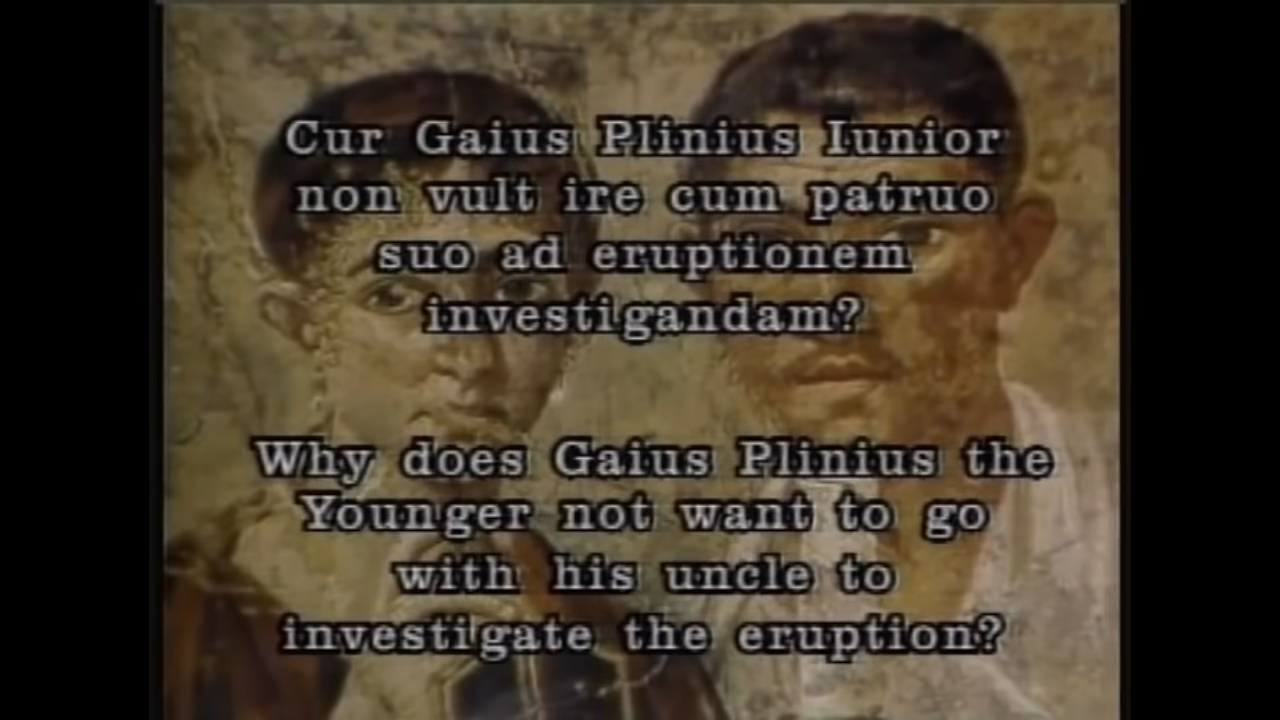 Cur Gaius Plinius Iunior
non vult ire cum patruo
suo ad eruptionem
investigandam?
Why does Gaius Plinius the
Younger not want to go
with his uncle to
investigate the eruption?